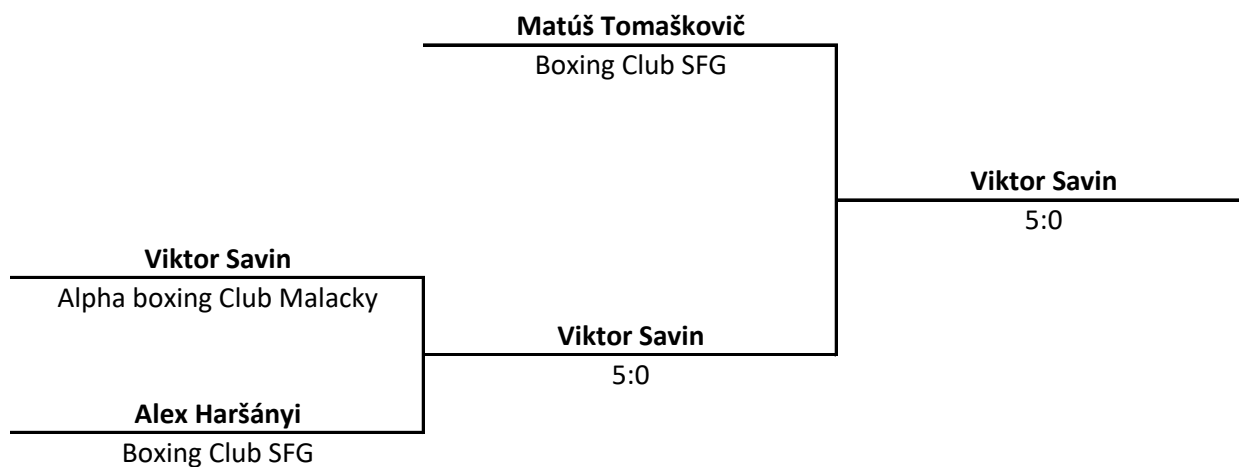 Matúš Tomaškovič
Boxing Club SFG
Viktor Savin
5:0
Viktor Savin
Alpha boxing Club Malacky
Viktor Savin
5:0
Alex Haršányi
Boxing Club SFG